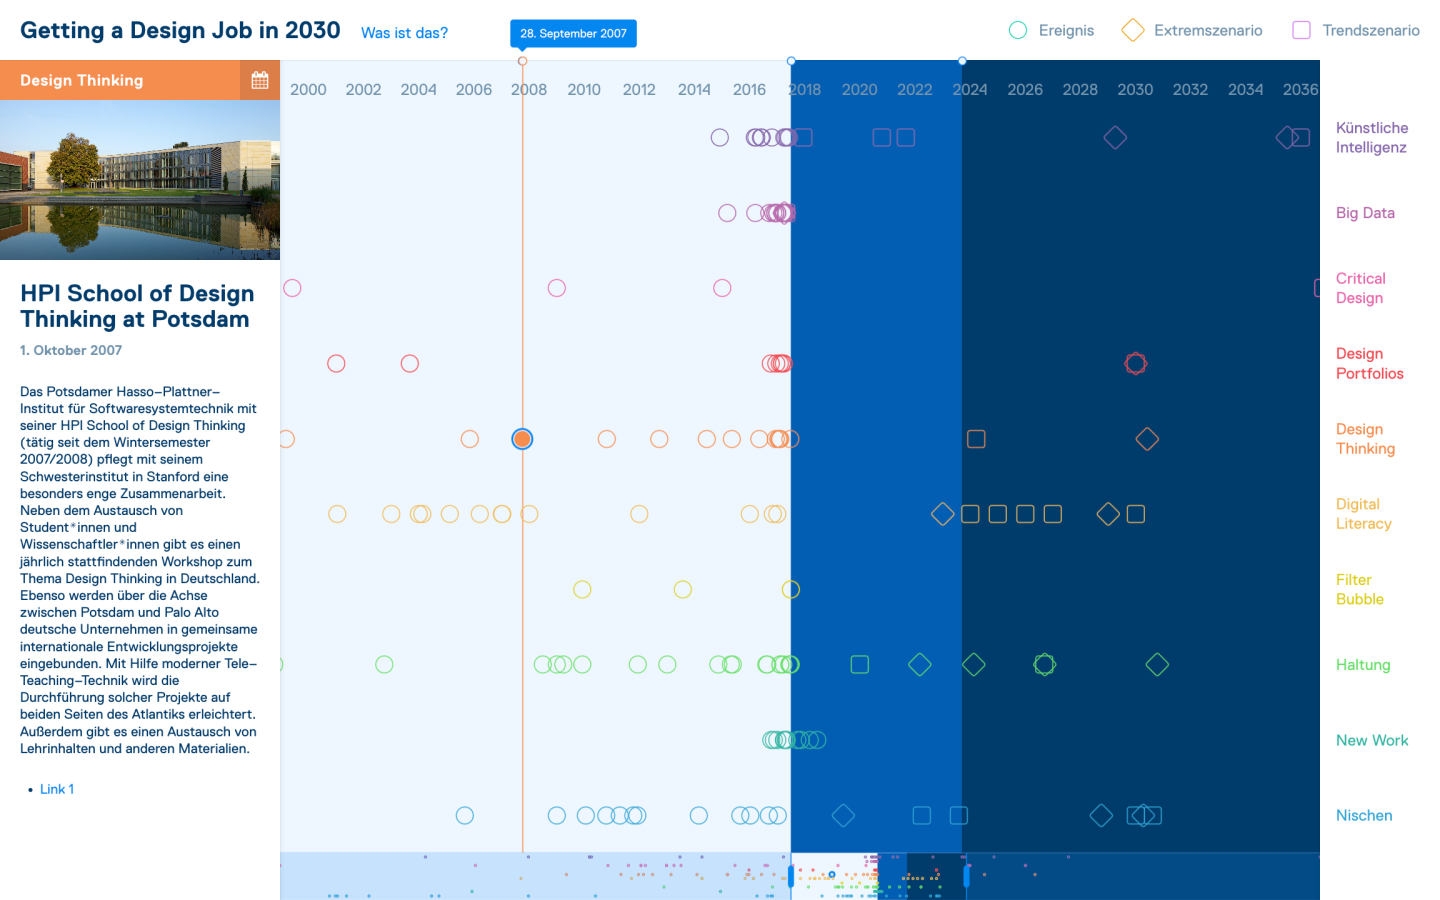 Getting a Design Job in 2030
Was ist das?
28. September 2007
Ereignis
Extremszenario
Trendszenario
Design Thinking
2000 2002 2004 2006 2008 2010 2012 2014 2016 2018 2020 2022 2024 2026 2028 2030 2032 2034 2036
HPI School of Design
Thinking at Potsdam
1. Oktober 2007
Das Potsdamer Hasso–Plattner–
Institut für Softwaresystemtechnik mit
seiner HPI School of Design Thinking
(tätig seit dem Wintersemester
2007/2008) pflegt mit seinem
Schwesterinstitut in Stanford eine
besonders enge Zusammenarbeit.
Neben dem Austausch von
Student*innen und
Wissenschaftler*innen gibt es einen
jährlich stattfindenden Workshop zum
Thema Design Thinking in Deutschland.
Ebenso werden über die Achse
zwischen Potsdam und Palo Alto
deutsche Unternehmen in gemeinsame
internationale Entwicklungsprojekte
eingebunden. Mit Hilfe moderner Tele–
Teaching–Technik wird die
Durchführung solcher Projekte auf
beiden Seiten des Atlantiks erleichtert.
Außerdem gibt es einen Austausch von
Lehrinhalten und anderen Materialien.
• Link 1
Künstliche
Intelligenz
Big Data
Critical
Design
Design
Portfolios
Design
Thinking
Digital
Literacy
Filter
Bubble
Haltung
New Work
Nischen